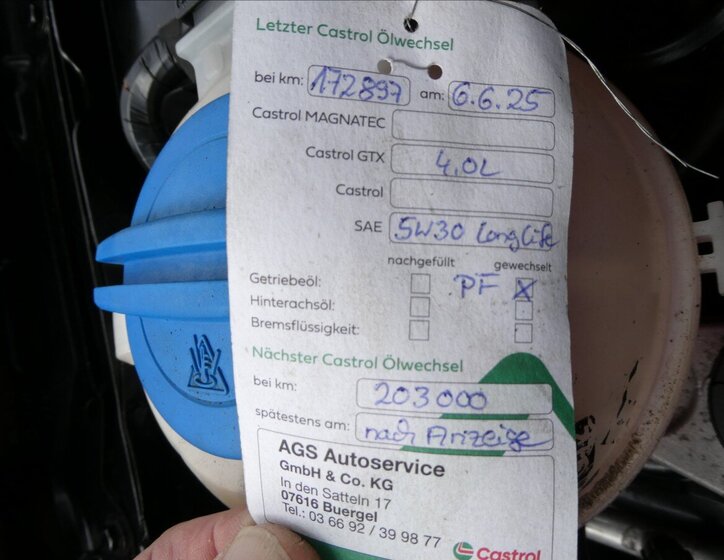 Letzter Castrol Ölwechsel
bei km: 172897 am: 6.6.25
Castrol MAGNATEC
Castrol GTX 4,0L
Castrol
SAE 5W30 LongLife
nachgefüllt gewechselt
Getriebeöl: PF X
Hinterachsöl:
Bremsflüssigkeit:
Nächster Castrol Ölwechsel
bei km: 203000
spätestens am: nach Anzeige
AGS Autoservice
GmbH & Co. KG
In den Satteln 17
07616 Buergel
Tel.: 03 66 92 / 39 98 77
Castrol